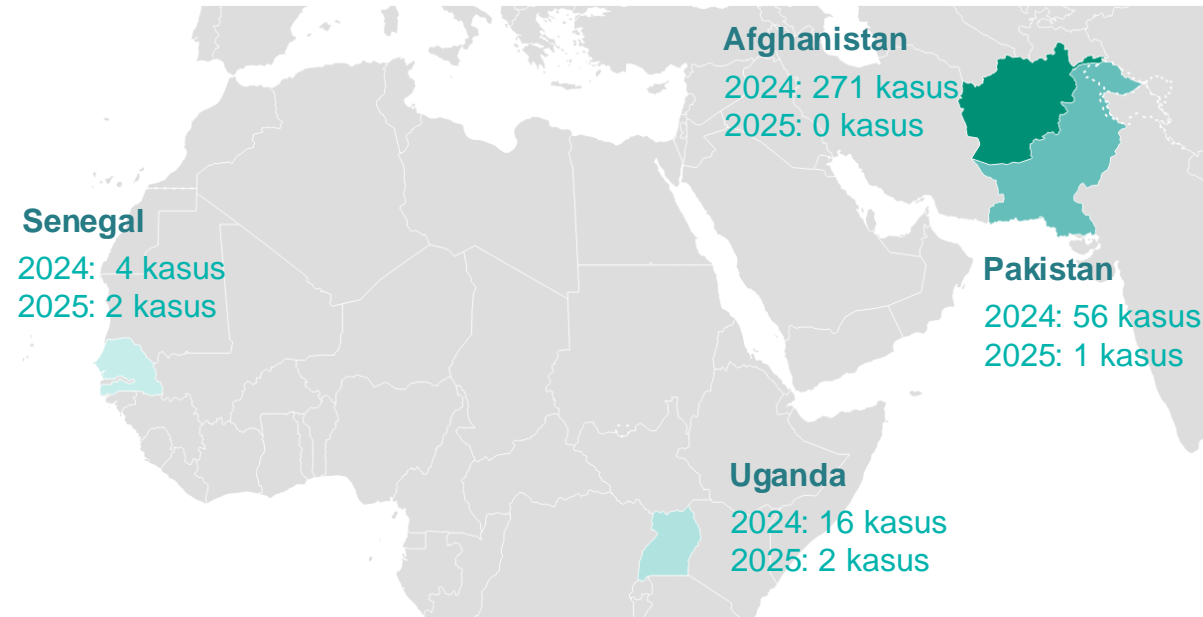 Afghanistan
2024: 271 kasus
2025: 0 kasus
Senegal
2024: 4 kasus
2025: 2 kasus
Pakistan
2024: 56 kasus
2025: 1 kasus
Uganda
2024: 16 kasus
2025: 2 kasus